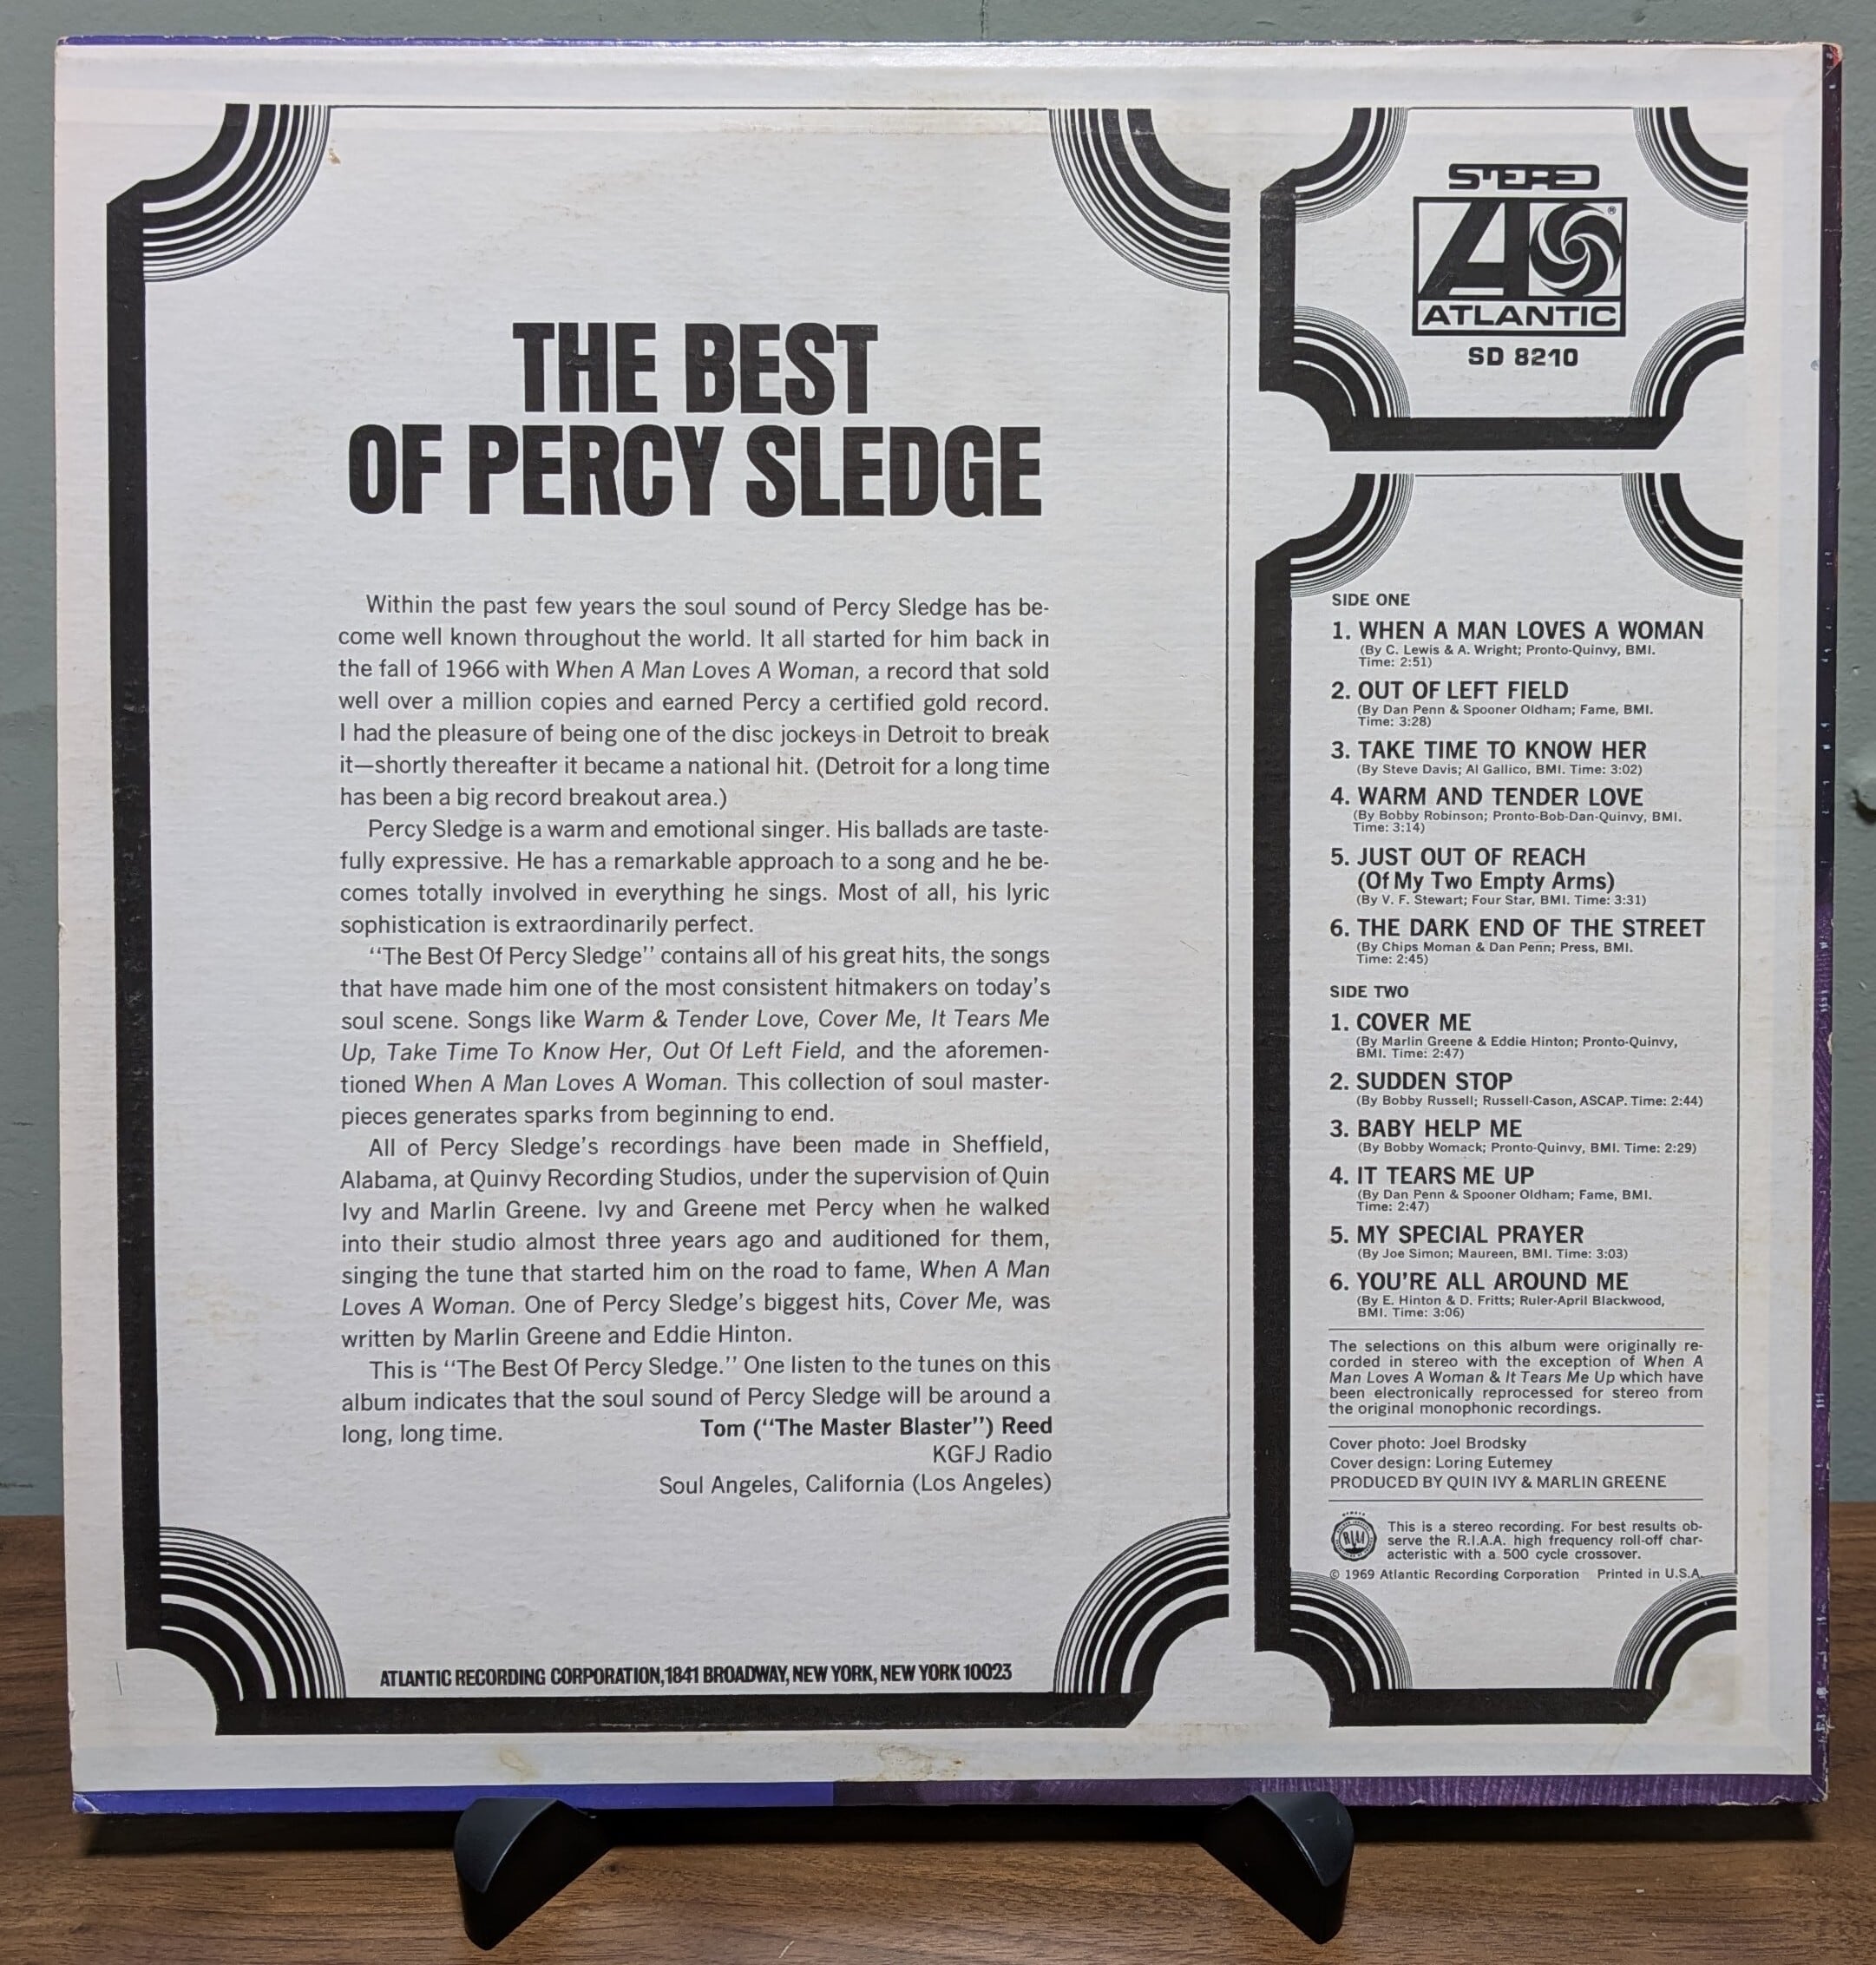 THE BEST
OF PERCY SLEDGE
Within the past few years the soul sound of Percy Sledge has be-
come well known throughout the world. It all started for him back in
the fall of 1966 with When A Man Loves A Woman, a record that sold
well over a million copies and earned Percy a certified gold record.
I had the pleasure of being one of the disc jockeys in Detroit to break
it—shortly thereafter it became a national hit. (Detroit for a long time
has been a big record breakout area.)
Percy Sledge is a warm and emotional singer. His ballads are taste-
fully expressive. He has a remarkable approach to a song and he be-
comes totally involved in everything he sings. Most of all, his lyric
sophistication is extraordinarily perfect.
"The Best Of Percy Sledge" contains all of his great hits, the songs
that have made him one of the most consistent hitmakers on today's
soul scene. Songs like Warm & Tender Love, Cover Me, It Tears Me
Up, Take Time To Know Her, Out Of Left Field, and the aforemen-
tioned When A Man Loves A Woman. This collection of soul master-
pieces generates sparks from beginning to end.
All of Percy Sledge's recordings have been made in Sheffield,
Alabama, at Quinvy Recording Studios, under the supervision of Quin
Ivy and Marlin Greene. Ivy and Greene met Percy when he walked
into their studio almost three years ago and auditioned for them,
singing the tune that started him on the road to fame, When A Man
Loves A Woman. One of Percy Sledge's biggest hits, Cover Me, was
written by Marlin Greene and Eddie Hinton.
This is "The Best Of Percy Sledge." One listen to the tunes on this
album indicates that the soul sound of Percy Sledge will be around a
long, long time.
Tom ("The Master Blaster") Reed
KGFJ Radio
Soul Angeles, California (Los Angeles)
ATLANTIC RECORDING CORPORATION, 1841 BROADWAY, NEW YORK, NEW YORK 10023
STEREO
A ®
ATLANTIC
SD 8210
SIDE ONE
1. WHEN A MAN LOVES A WOMAN
(By C. Lewis & A. Wright; Pronto-Quinvy, BMI.
Time: 2:51)
2. OUT OF LEFT FIELD
(By Dan Penn & Spooner Oldham; Fame, BMI.
Time: 3:28)
3. TAKE TIME TO KNOW HER
(By Steve Davis; Al Gallico, BMI. Time: 3:02)
4. WARM AND TENDER LOVE
(By Bobby Robinson; Pronto-Bob-Dan-Quinvy, BMI.
Time: 3:14)
5. JUST OUT OF REACH
(Of My Two Empty Arms)
(By V. F. Stewart; Four Star, BMI. Time: 3:31)
6. THE DARK END OF THE STREET
(By Chips Moman & Dan Penn; Press, BMI.
Time: 2:45)
SIDE TWO
1. COVER ME
(By Marlin Greene & Eddie Hinton; Pronto-Quinvy,
BMI. Time: 2:47)
2. SUDDEN STOP
(By Bobby Russell; Russell-Cason, ASCAP. Time: 2:44)
3. BABY HELP ME
(By Bobby Womack; Pronto-Quinvy, BMI. Time: 2:29)
4. IT TEARS ME UP
(By Dan Penn & Spooner Oldham; Fame, BMI.
Time: 2:47)
5. MY SPECIAL PRAYER
(By Joe Simon; Maureen, BMI. Time: 3:03)
6. YOU'RE ALL AROUND ME
(By E. Hinton & D. Fritts; Ruler-April Blackwood,
BMI. Time: 3:06)
The selections on this album were originally re-
corded in stereo with the exception of When A
Man Loves A Woman & It Tears Me Up which have
been electronically reprocessed for stereo from
the original monophonic recordings.
Cover photo: Joel Brodsky
Cover design: Loring Eutemey
PRODUCED BY QUIN IVY & MARLIN GREENE
RIAA
This is a stereo recording. For best results ob-
serve the R.I.A.A. high frequency roll-off char-
acteristic with a 500 cycle crossover.
© 1969 Atlantic Recording Corporation Printed in U.S.A.